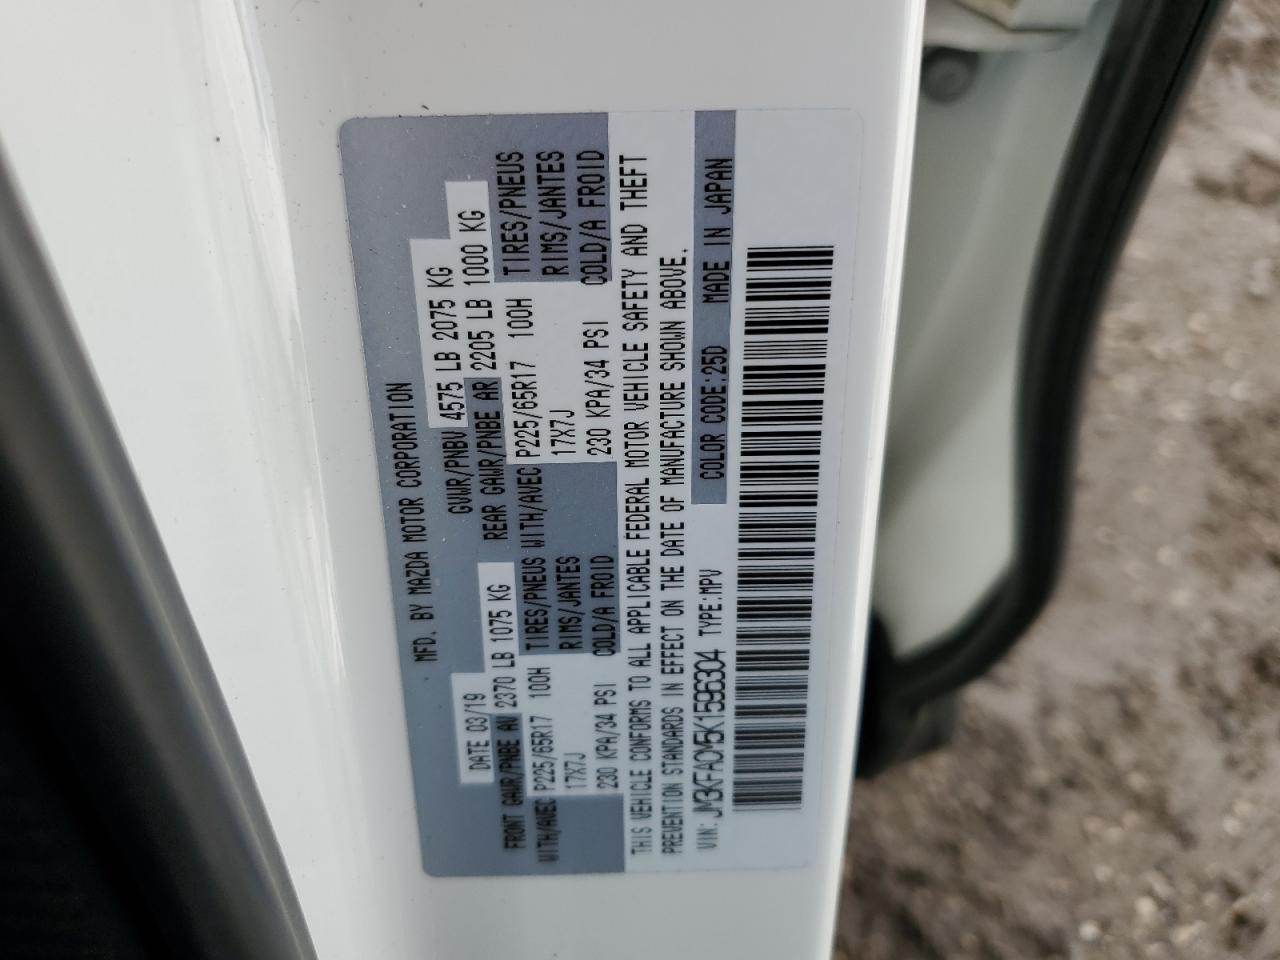 MFD. BY MAZDA MOTOR CORPORATION
DATE 03/19 GVWR/PNBV 4575 LB 2075 KG
FRONT GAWR/PNBE AV 2370 LB 1075 KG REAR GAWR/PNBE AR 2205 LB 1000 KG
WITH/AVEC P225/65R17 100H TIRES/PNEUS WITH/AVEC P225/65R17 100H TIRES/PNEUS
17X7J RIMS/JANTES 17X7J RIMS/JANTES
230 KPA/34 PSI COLD/A FROID 230 KPA/34 PSI COLD/A FROID
THIS VEHICLE CONFORMS TO ALL APPLICABLE FEDERAL MOTOR VEHICLE SAFETY AND THEFT
PREVENTION STANDARDS IN EFFECT ON THE DATE OF MANUFACTURE SHOWN ABOVE.
VIN: JM3KFACM5K1596304 TYPE:MPV COLOR CODE:25D MADE IN JAPAN